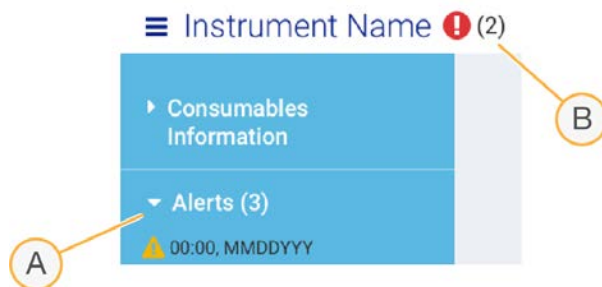 Instrument Name ! (2)
Consumables
Information
B
Alerts (3)
A
00:00, MMDDYYY